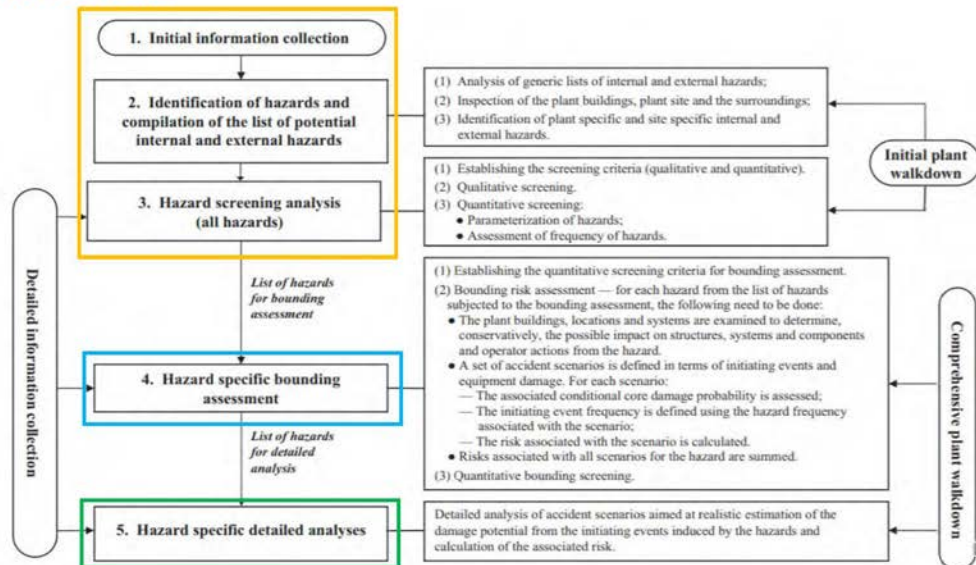 1. Initial information collection
2. Identification of hazards and
compilation of the list of potential
internal and external hazards
(1) Analysis of generic lists of internal and external hazards;
(2) Inspection of the plant buildings, plant site and the surroundings;
(3) Identification of plant specific and site specific internal and
external hazards.
Initial plant
walkdown
3. Hazard screening analysis
(all hazards)
(1) Establishing the screening criteria (qualitative and quantitative).
(2) Qualitative screening.
(3) Quantitative screening:
● Parameterization of hazards;
● Assessment of frequency of hazards.
Detailed information
collection
List of hazards
for bounding
assessment
4. Hazard specific bounding
assessment
(1) Establishing the quantitative screening criteria for bounding assessment.
(2) Bounding risk assessment — for each hazard from the list of hazards
subjected to the bounding assessment, the following need to be done:
● The plant buildings, locations and systems are examined to determine,
conservatively, the possible impact on structures, systems and components
and operator actions from the hazard.
● A set of accident scenarios is defined in terms of initiating events and
equipment damage. For each scenario:
— The associated conditional core damage probability is assessed;
— The initiating event frequency is defined using the hazard frequency
associated with the scenario;
— The risk associated with the scenario is calculated.
● Risks associated with all scenarios for the hazard are summed.
(3) Quantitative bounding screening.
Comprehensive plant walkdown
List of hazards
for detailed
analysis
5. Hazard specific detailed analyses
Detailed analysis of accident scenarios aimed at realistic estimation of the
damage potential from the initiating events induced by the hazards and
calculation of the associated risk.